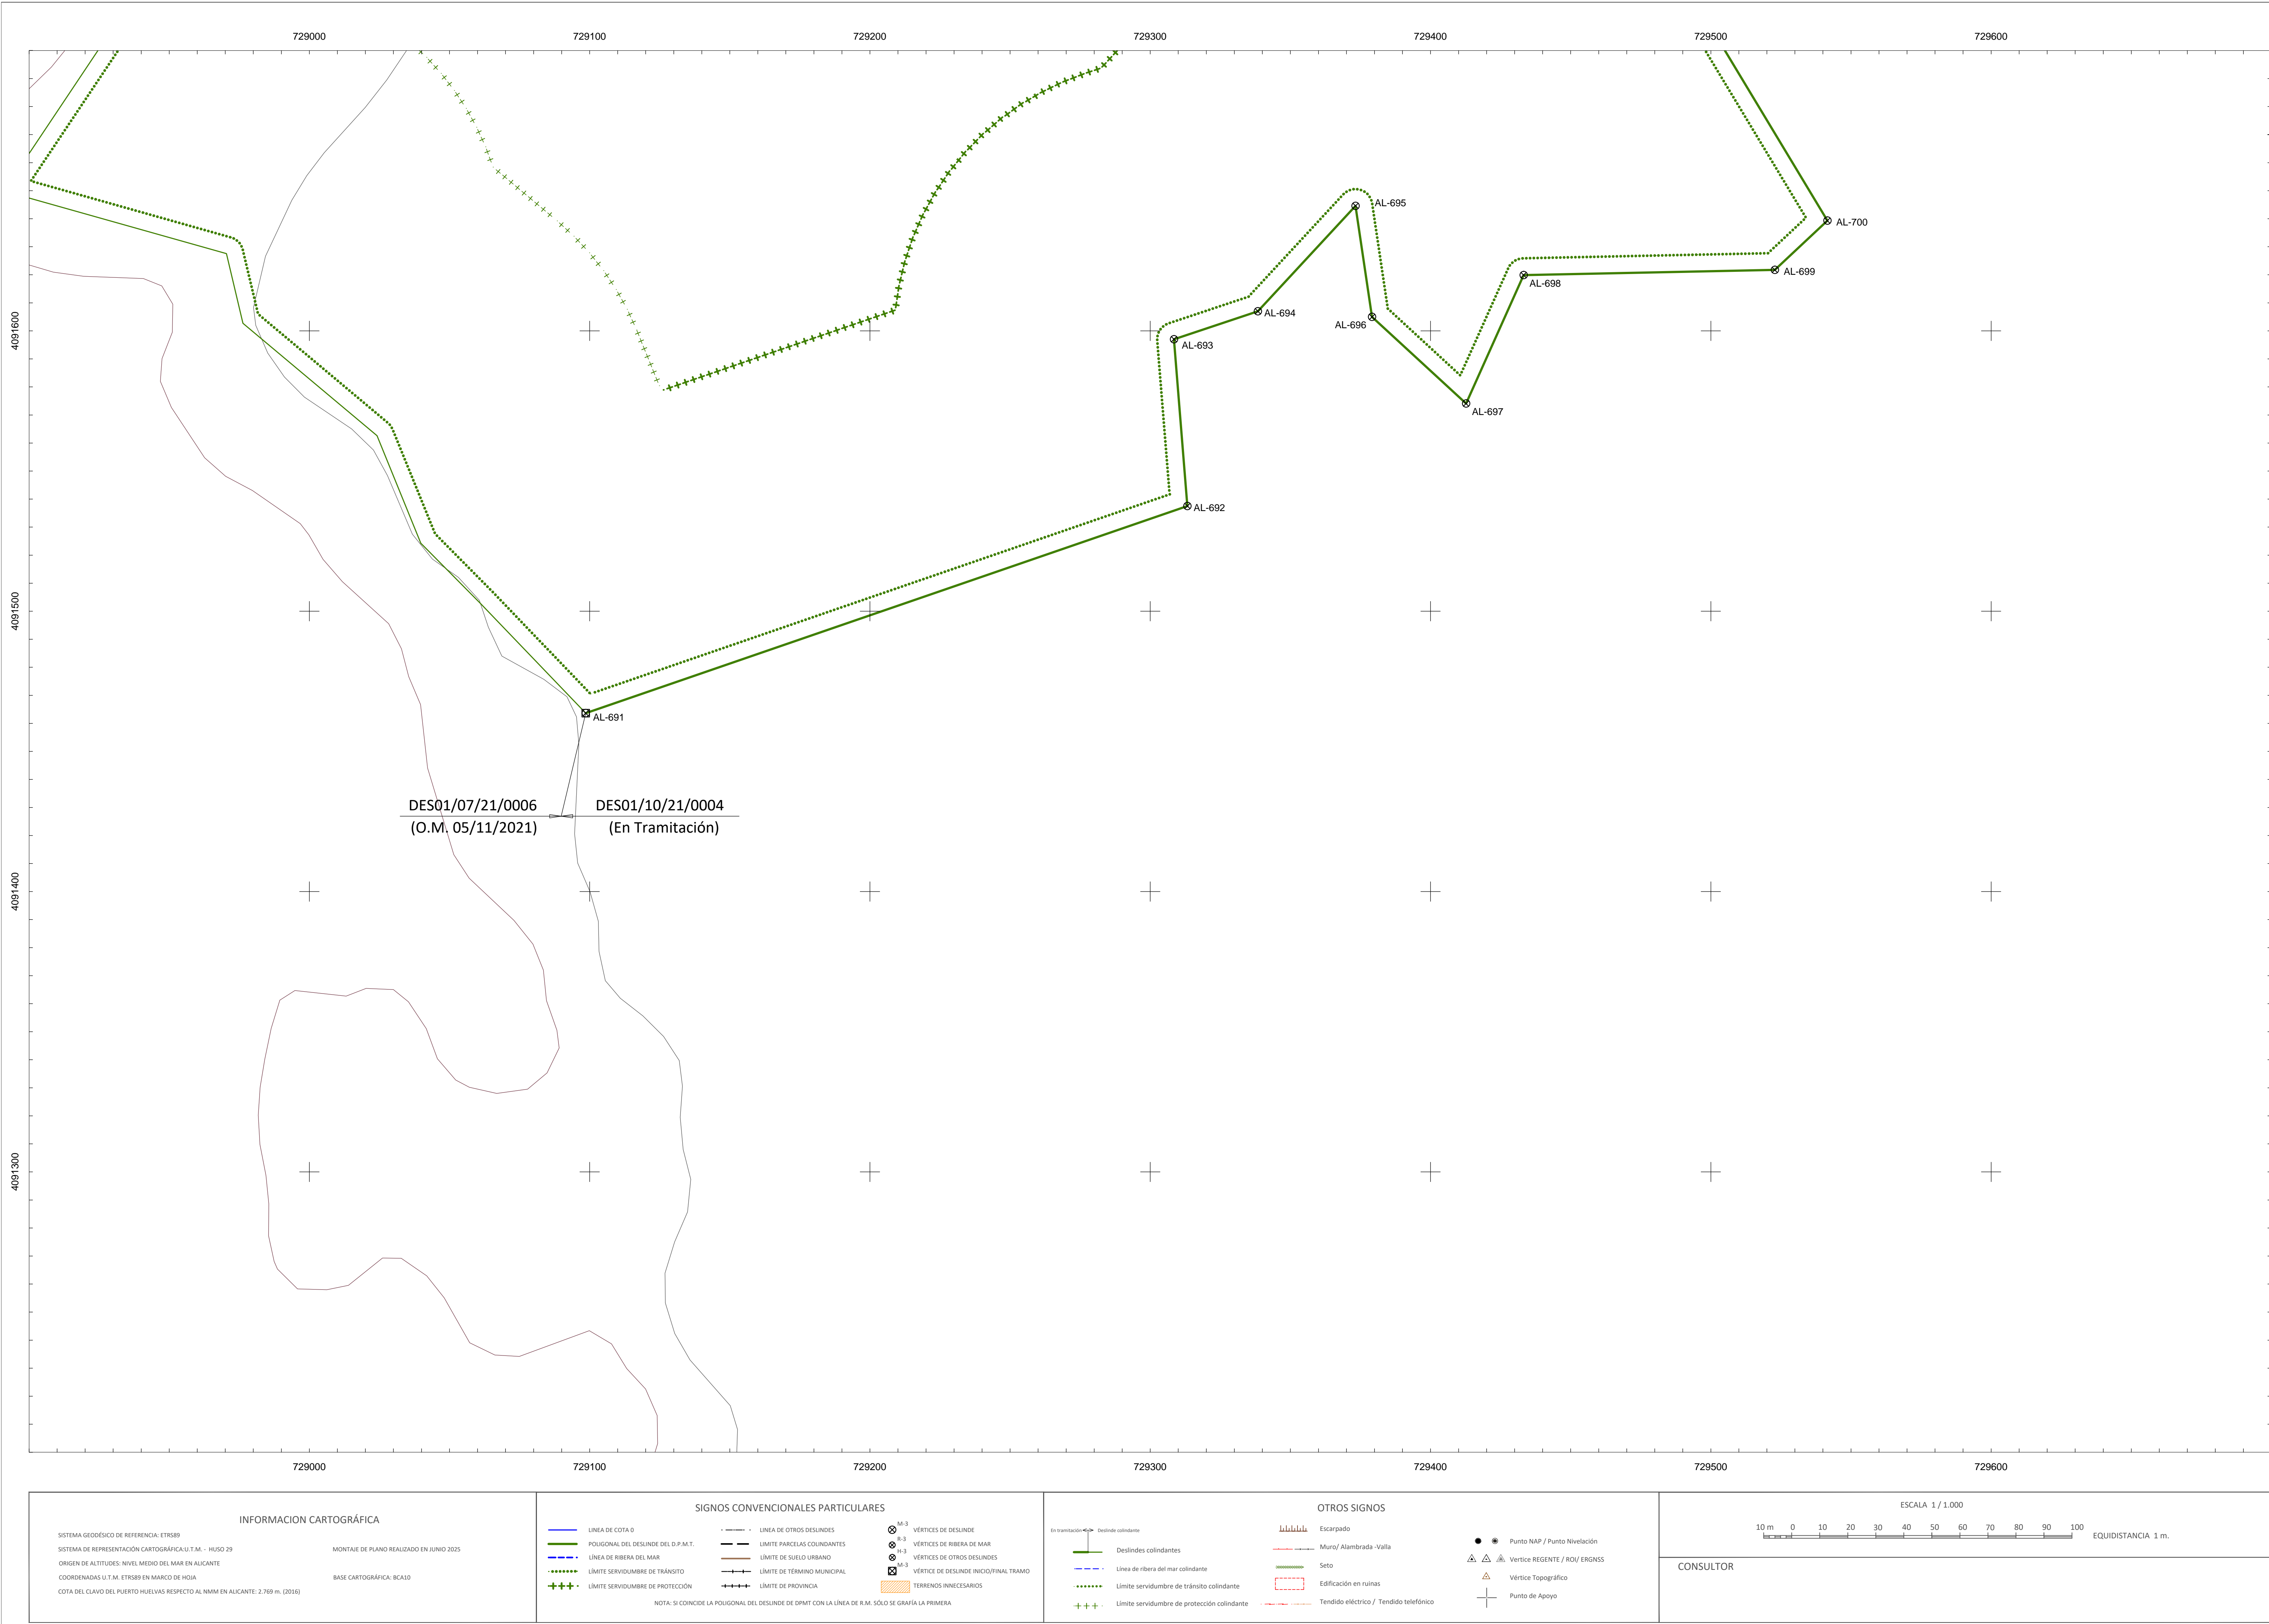 729000 729100 729200 729300 729400 729500 729600
4091600
4091500
4091400
4091300
AL-695
AL-700
AL-699
AL-698
AL-694
AL-696
AL-693
AL-697
AL-692
AL-691
DES01/07/21/0006
(O.M. 05/11/2021)
DES01/10/21/0004
(En Tramitación)
729000 729100 729200 729300 729400 729500 729600
INFORMACION CARTOGRÁFICA
SISTEMA GEODÉSICO DE REFERENCIA: ETRS89
SISTEMA DE REPRESENTACIÓN CARTOGRÁFICA:U.T.M. - HUSO 29
MONTAJE DE PLANO REALIZADO EN JUNIO 2025
ORIGEN DE ALTITUDES: NIVEL MEDIO DEL MAR EN ALICANTE
COORDENADAS U.T.M. ETRS89 EN MARCO DE HOJA
BASE CARTOGRÁFICA: BCA10
COTA DEL CLAVO DEL PUERTO HUELVAS RESPECTO AL NMM EN ALICANTE: 2.769 m. (2016)
SIGNOS CONVENCIONALES PARTICULARES
LINEA DE COTA 0
POLIGONAL DEL DESLINDE DEL D.P.M.T.
LÍNEA DE RIBERA DEL MAR
LÍMITE SERVIDUMBRE DE TRÁNSITO
LÍMITE SERVIDUMBRE DE PROTECCIÓN
LINEA DE OTROS DESLINDES
LIMITE PARCELAS COLINDANTES
LÍMITE DE SUELO URBANO
LÍMITE DE TÉRMINO MUNICIPAL
LÍMITE DE PROVINCIA
M-3
VÉRTICES DE DESLINDE
R-3
VÉRTICES DE RIBERA DE MAR
H-3
VÉRTICES DE OTROS DESLINDES
M-3
VÉRTICE DE DESLINDE INICIO/FINAL TRAMO
TERRENOS INNECESARIOS
NOTA: SI COINCIDE LA POLIGONAL DEL DESLINDE DE DPMT CON LA LÍNEA DE R.M. SÓLO SE GRAFÍA LA PRIMERA
OTROS SIGNOS
En tramitación Deslinde colindante
Deslindes colindantes
Línea de ribera del mar colindante
Límite servidumbre de tránsito colindante
Límite servidumbre de protección colindante
Escarpado
Muro/ Alambrada -Valla
Seto
Edificación en ruinas
Tendido eléctrico / Tendido telefónico
Punto NAP / Punto Nivelación
Vertice REGENTE / ROI/ ERGNSS
Vértice Topográfico
Punto de Apoyo
ESCALA 1 / 1.000
10 m 0 10 20 30 40 50 60 70 80 90 100
EQUIDISTANCIA 1 m.
CONSULTOR